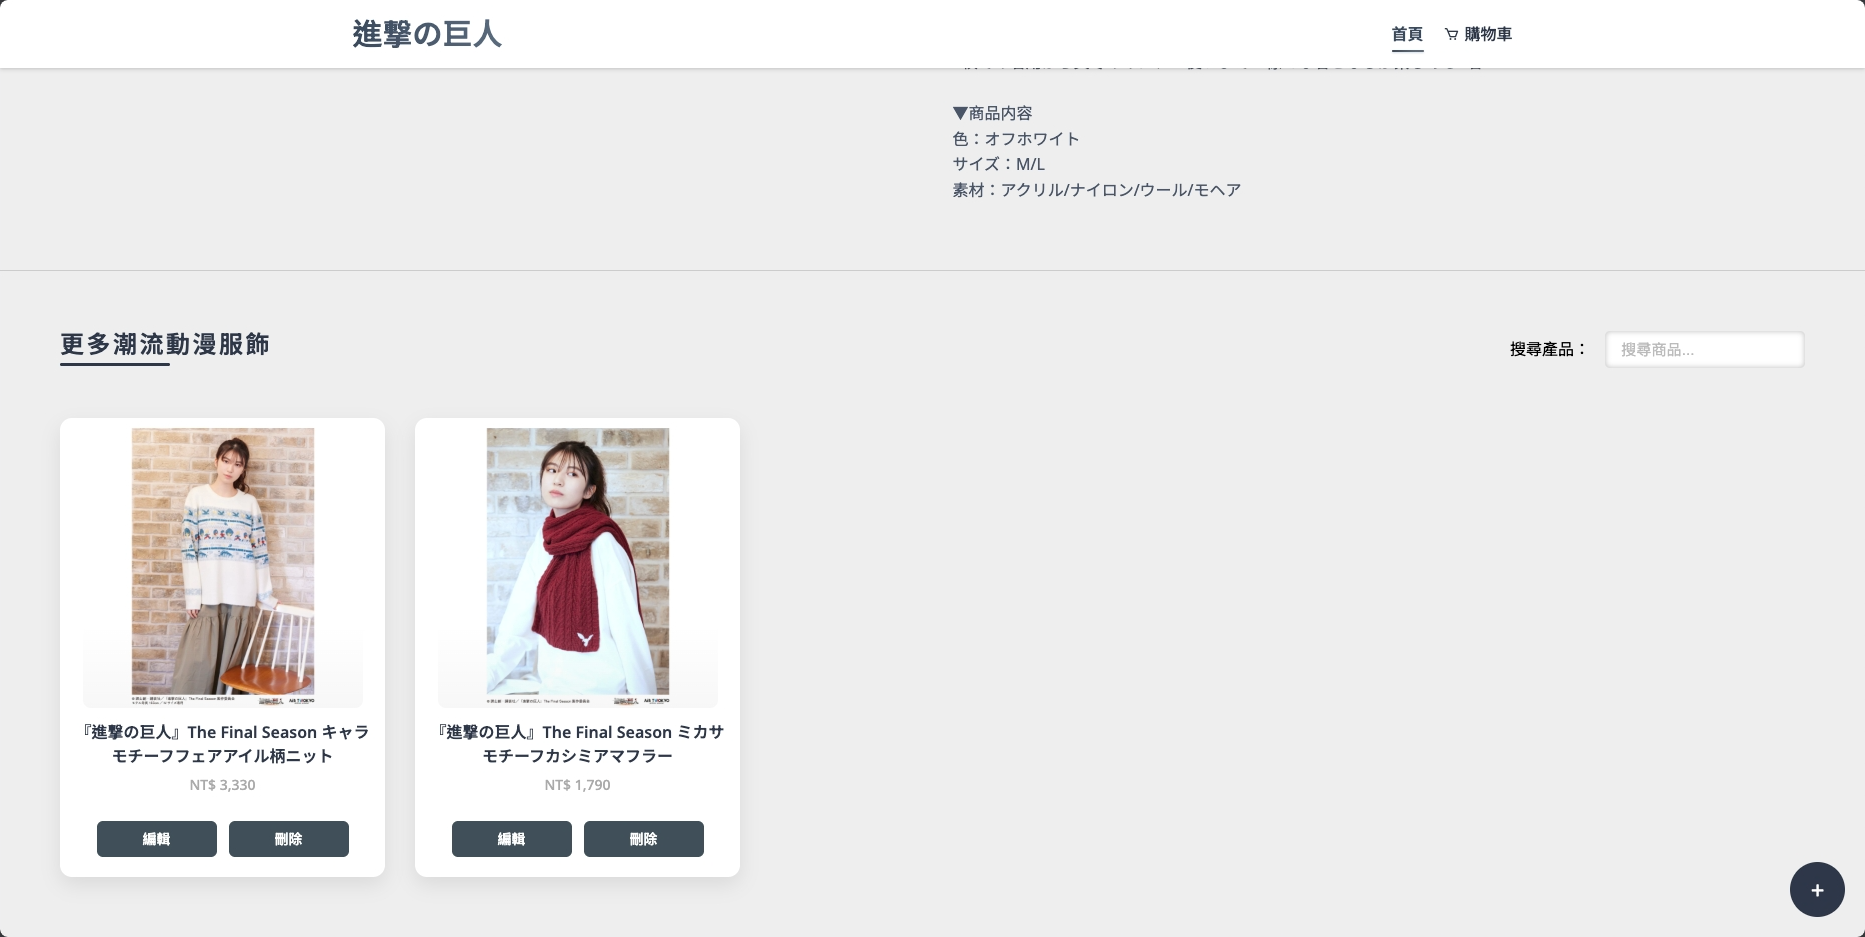 進撃の巨人
首頁
購物車
▼商品内容
色：オフホワイト
サイズ：M/L
素材：アクリル/ナイロン/ウール/モヘア
更多潮流動漫服飾
搜尋產品：
搜尋商品...
『進撃の巨人』The Final Season キャラ
モチーフフェアアイル柄ニット
NT$ 3,330
編輯
刪除
『進撃の巨人』The Final Season ミカサ
モチーフカシミアマフラー
NT$ 1,790
編輯
刪除
+